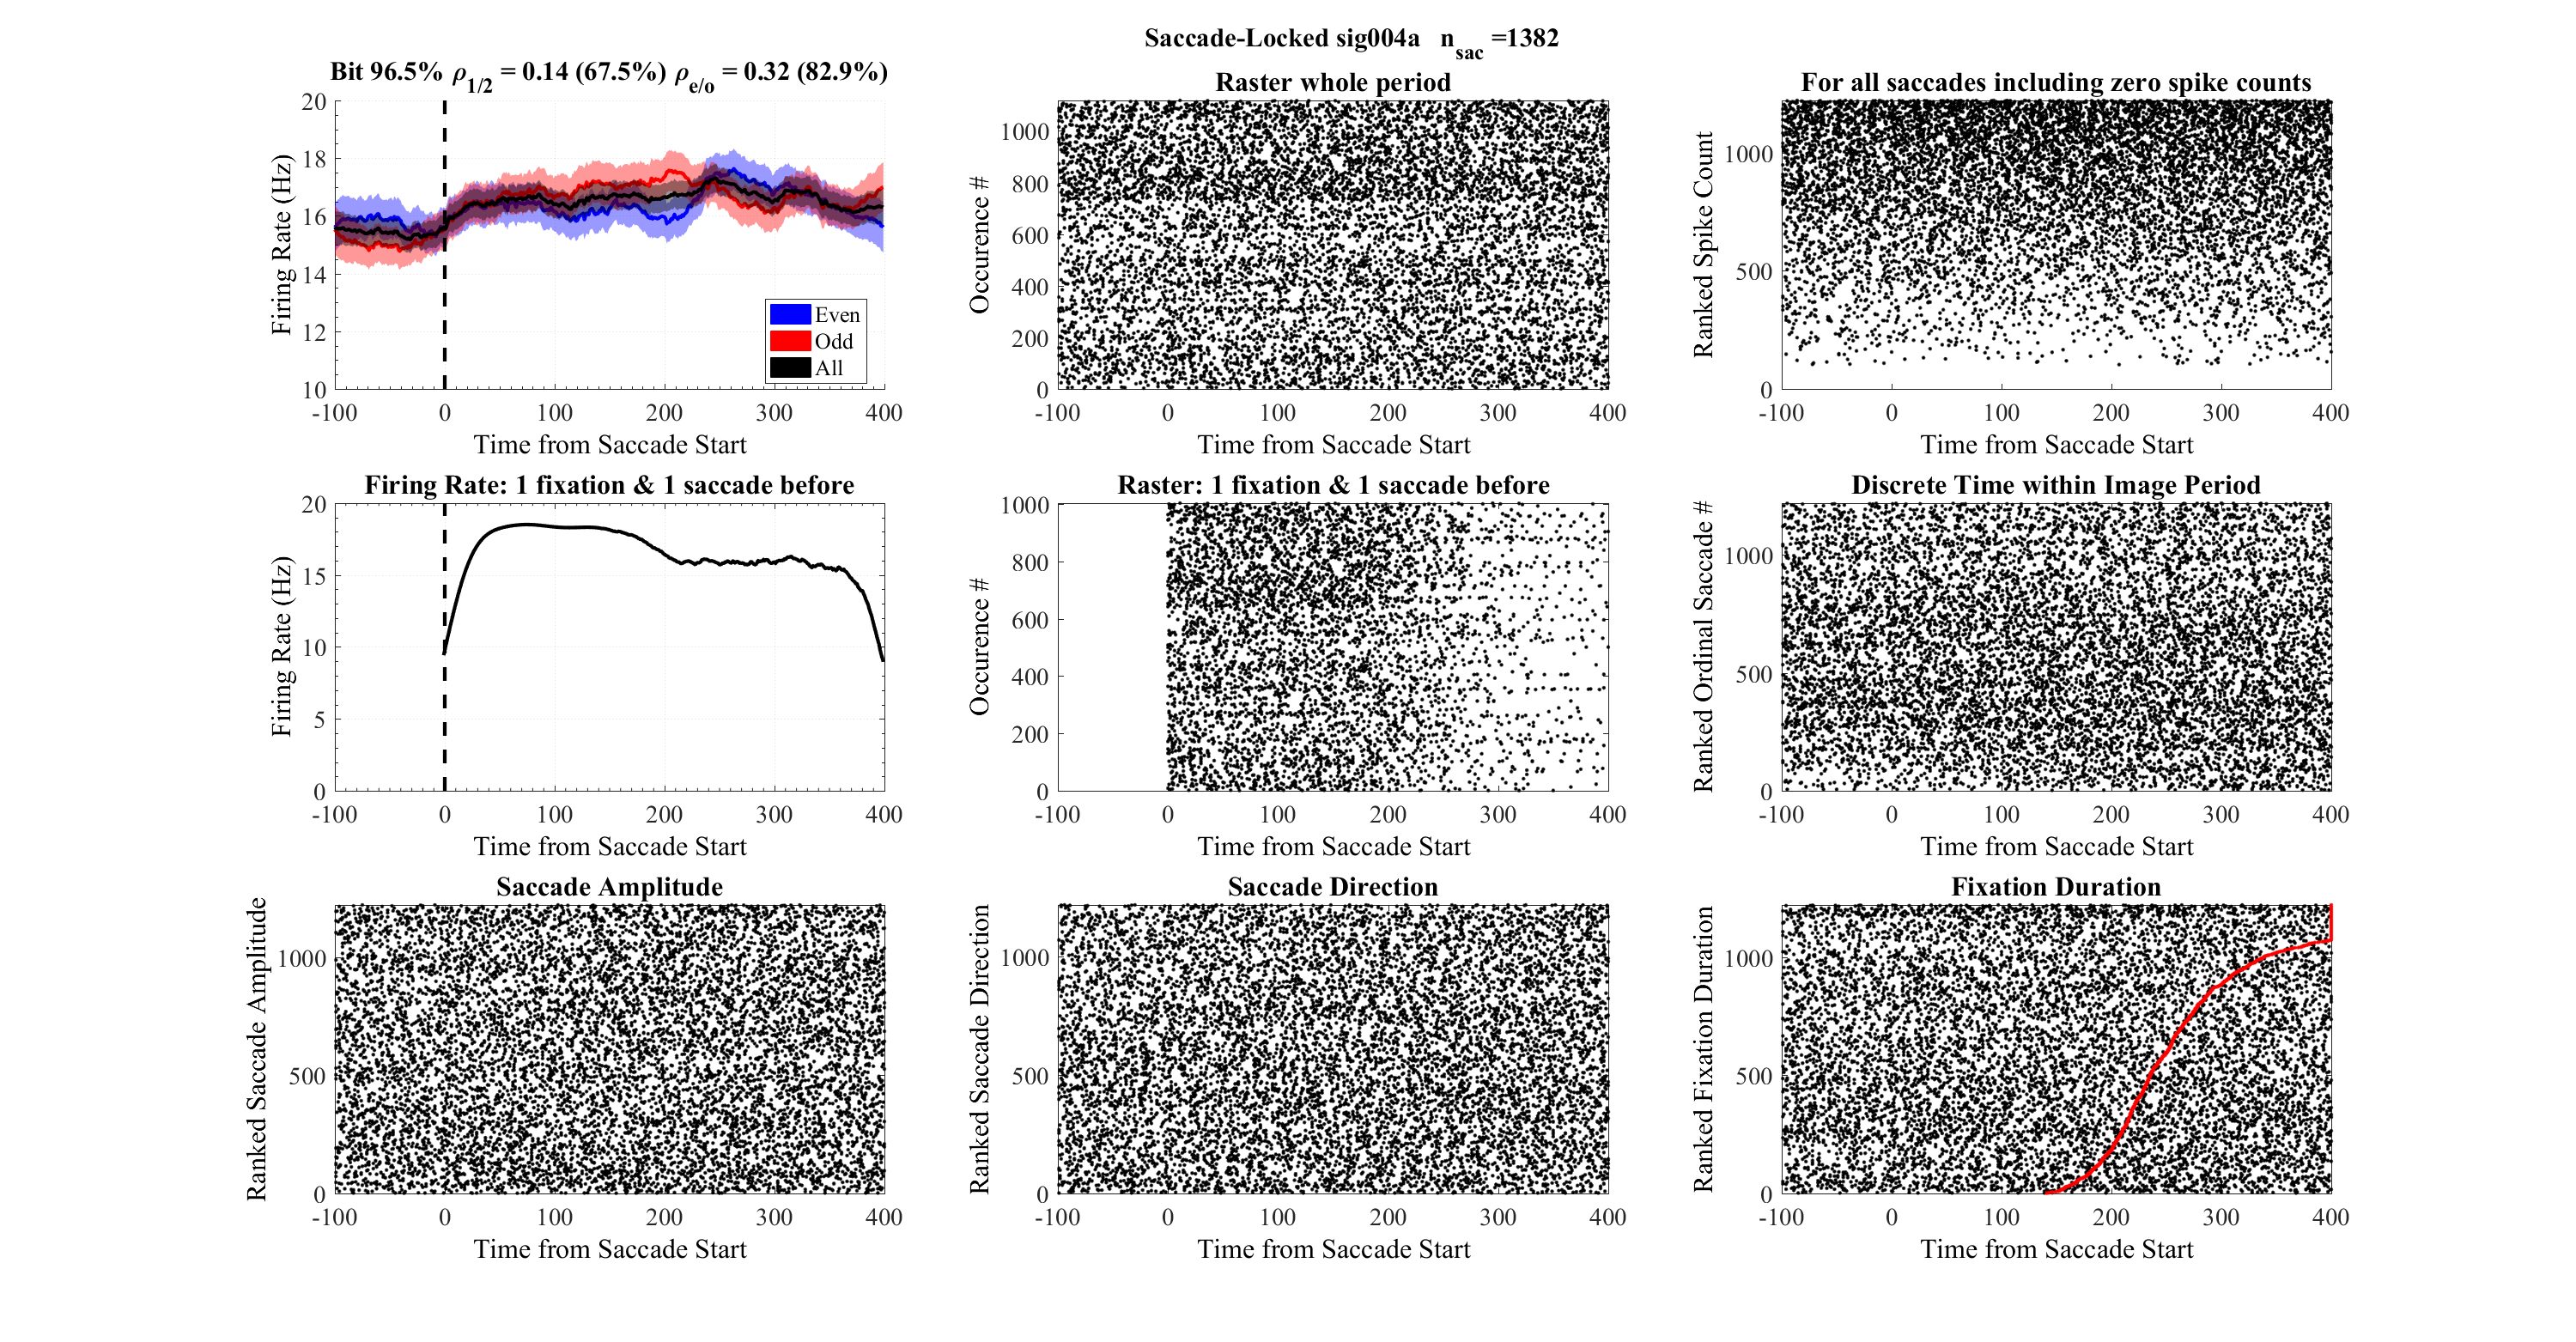 Saccade-Locked sig004a n_sac =1382
Bit 96.5% ρ_1/2 = 0.14 (67.5%) ρ_e/o = 0.32 (82.9%)
Firing Rate (Hz)
20
18
16
14
12
10
Even
Odd
All
-100 0 100 200 300 400
Time from Saccade Start
Raster whole period
Occurence #
1000
800
600
400
200
0
-100 0 100 200 300 400
Time from Saccade Start
For all saccades including zero spike counts
Ranked Spike Count
1000
500
0
-100 0 100 200 300 400
Time from Saccade Start
Firing Rate: 1 fixation & 1 saccade before
Firing Rate (Hz)
20
15
10
5
0
-100 0 100 200 300 400
Time from Saccade Start
Raster: 1 fixation & 1 saccade before
Occurence #
1000
800
600
400
200
0
-100 0 100 200 300 400
Time from Saccade Start
Discrete Time within Image Period
Ranked Ordinal Saccade #
1000
500
0
-100 0 100 200 300 400
Time from Saccade Start
Saccade Amplitude
Ranked Saccade Amplitude
1000
500
0
-100 0 100 200 300 400
Time from Saccade Start
Saccade Direction
Ranked Saccade Direction
1000
500
0
-100 0 100 200 300 400
Time from Saccade Start
Fixation Duration
Ranked Fixation Duration
1000
500
0
-100 0 100 200 300 400
Time from Saccade Start